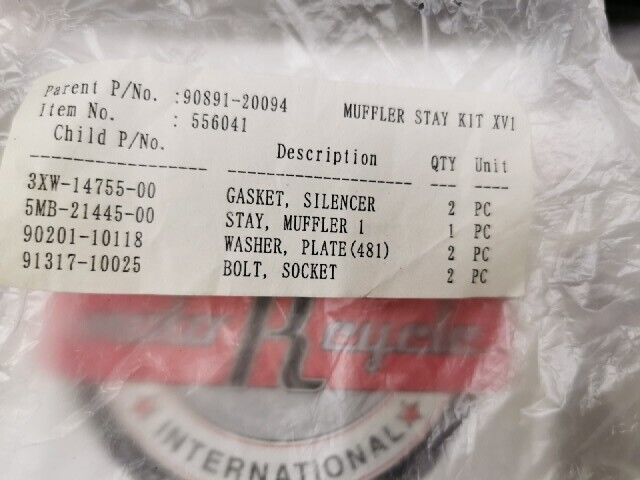 Parent P/No. :90891-20094 MUFFLER STAY KIT XV1
Item No. : 556041
Child P/No. Description QTY Unit
3XW-14755-00 GASKET, SILENCER 2 PC
5MB-21445-00 STAY, MUFFLER 1 1 PC
90201-10118 WASHER, PLATE(481) 2 PC
91317-10025 BOLT, SOCKET 2 PC
R cycle
INTERNATIONAL